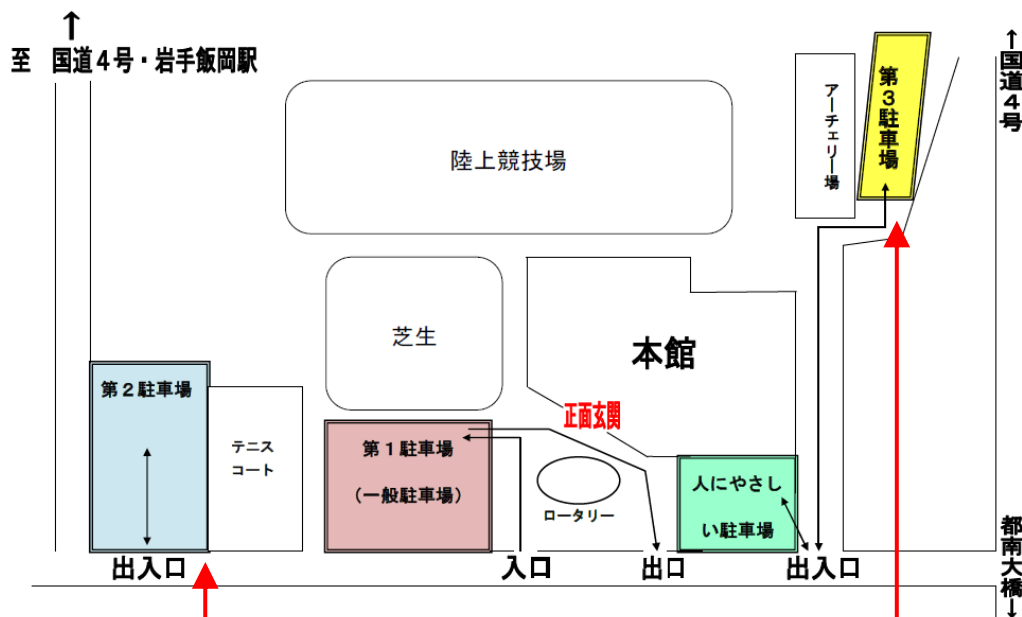 至 国道４号・岩手飯岡駅
国道４号
第３駐車場
アーチェリー場
陸上競技場
芝生
本館
正面玄関
第２駐車場
テニス
コート
第１駐車場
（一般駐車場）
ロータリー
人にやさし
い駐車場
出入口
入口
出口
出入口
都南大橋